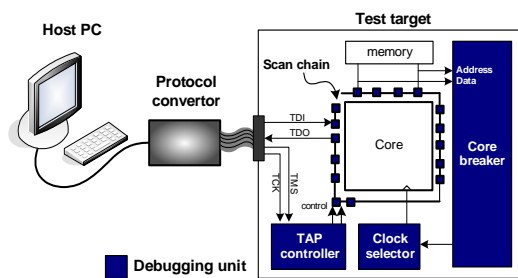 Test target
Host PC
memory
Scan chain
Address
Data
Protocol
convertor
TDI
TDO
Core
Core
breaker
TCK
TMS
control
TAP
controller
Clock
selector
Debugging unit